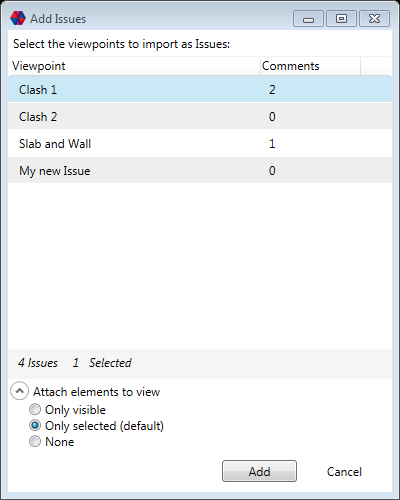 Add Issues
Select the viewpoints to import as Issues:
Viewpoint Comments
Clash 1 2
Clash 2 0
Slab and Wall 1
My new Issue 0
4 Issues 1 Selected
Attach elements to view
Only visible
Only selected (default)
None
Add Cancel